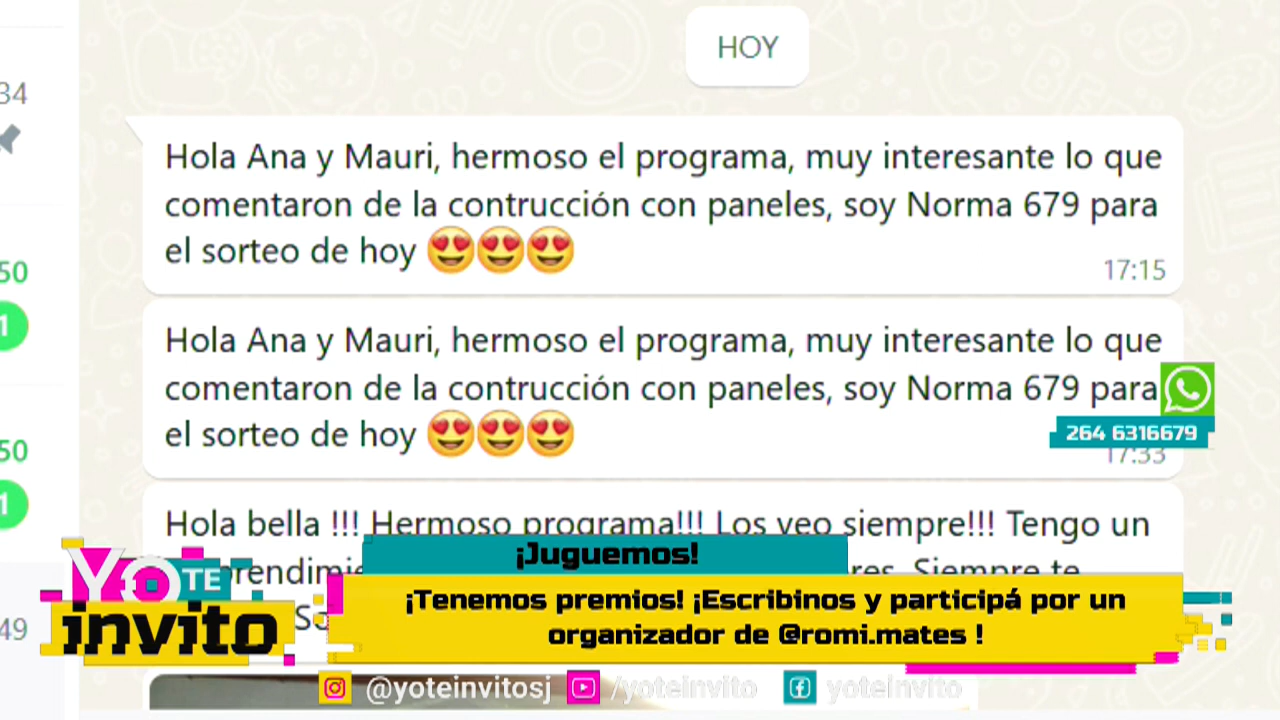 34
HOY
Hola Ana y Mauri, hermoso el programa, muy interesante lo que
comentaron de la contrucción con paneles, soy Norma 679 para
el sorteo de hoy 😍😍😍
17:15
50
1
Hola Ana y Mauri, hermoso el programa, muy interesante lo que
comentaron de la contrucción con paneles, soy Norma 679 para
el sorteo de hoy 😍😍😍
17:33
264 6316679
50
1
Hola bella !!! Hermoso programa!!! Los veo siempre!!! Tengo un
Siempre te
49
YO TE
invito
¡Juguemos!
¡Tenemos premios! ¡Escribinos y participá por un
organizador de @romi.mates !
@yoteinvitosj /yoteinvito yoteinvito